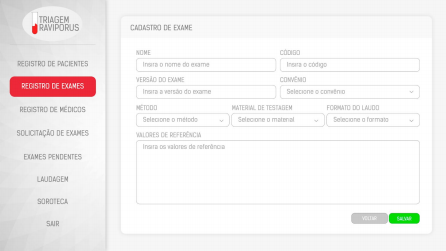 TRIAGEM
RAVIPORUS
REGISTRO DE PACIENTES
REGISTRO DE EXAMES
REGISTRO DE MÉDICOS
SOLICITAÇÃO DE EXAMES
EXAMES PENDENTES
LAUDAGEM
SOROTECA
SAIR
CADASTRO DE EXAME
NOME
Insira o nome do exame
CÓDIGO
Insira o código
VERSÃO DO EXAME
Insira a versão do exame
CONVÊNIO
Selecione o convênio
MÉTODO
Selecione o método
MATERIAL DE TESTAGEM
Selecione o material
FORMATO DO LAUDO
Selecione o formato
VALORES DE REFERÊNCIA
Insira os valores de referência
VOLTAR
SALVAR